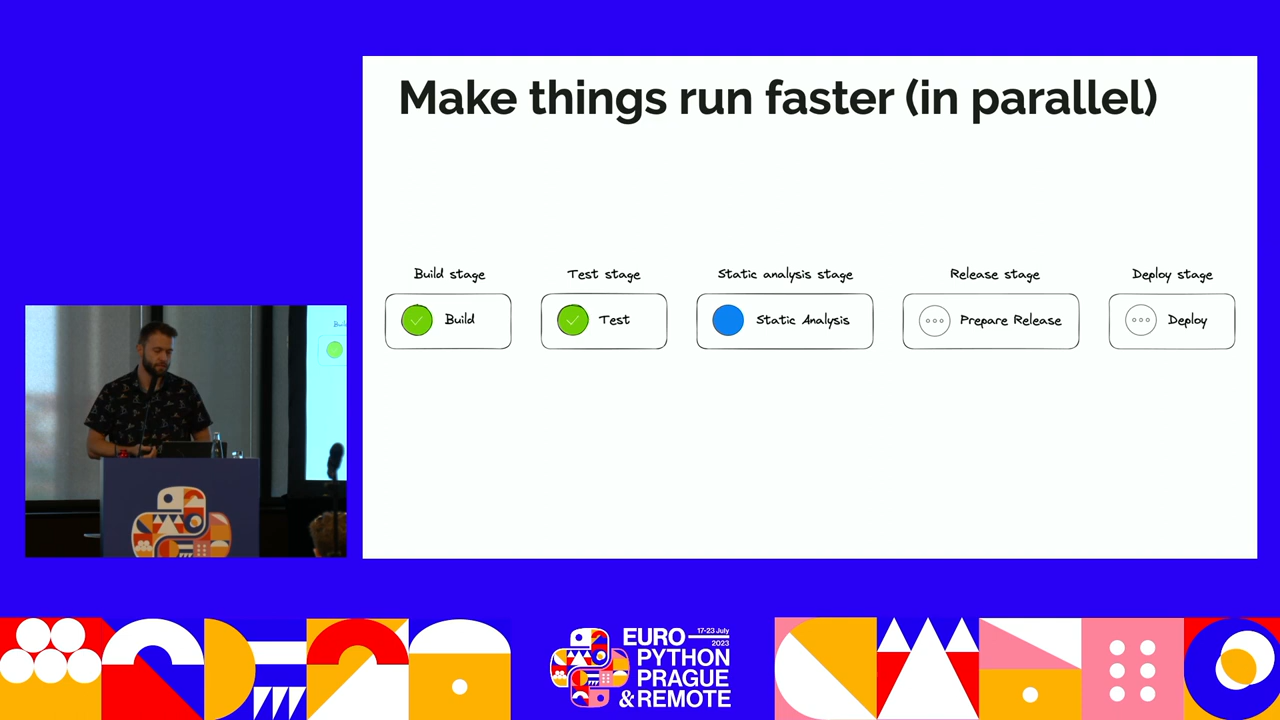 Make things run faster (in parallel)
Build stage
Test stage
Static analysis stage
Release stage
Deploy stage
Build
Test
Static Analysis
Prepare Release
Deploy
EURO
17-23 July
2023
PYTHON
PRAGUE
& REMOTE